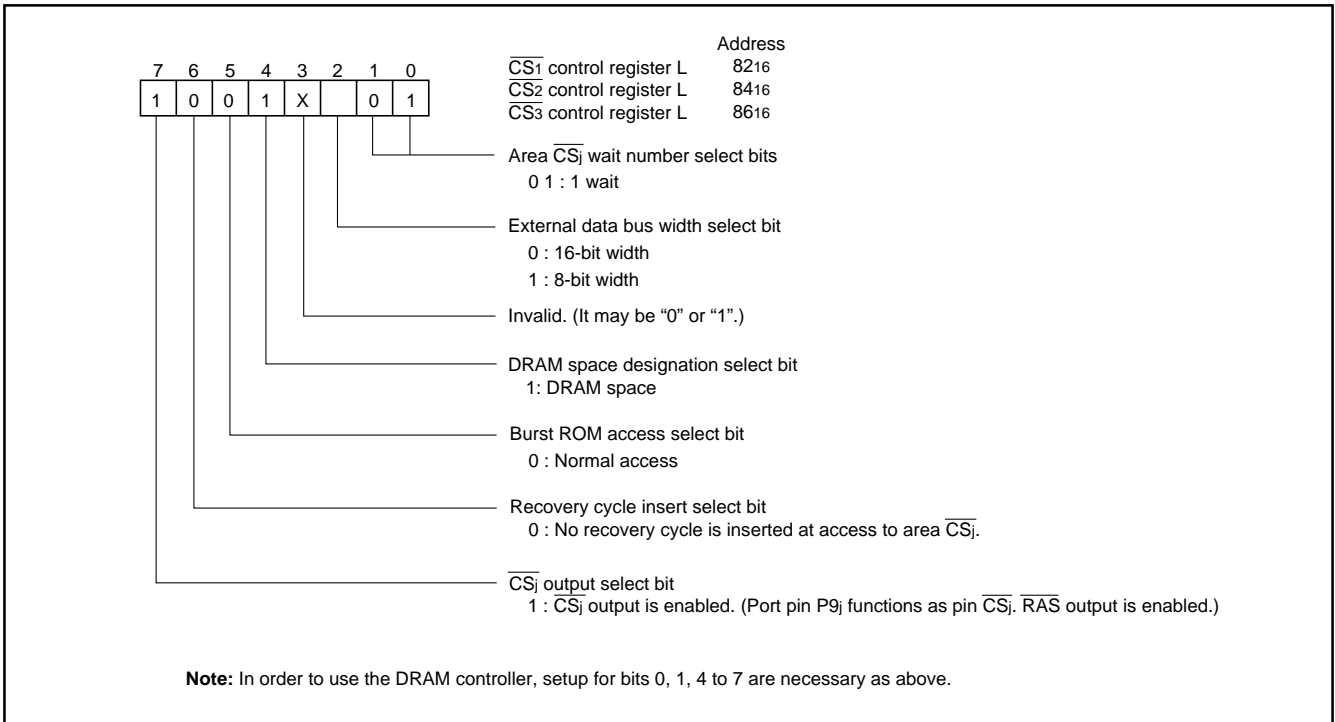 Address
7 6 5 4 3 2 1 0
CS1 control register L 8216
CS2 control register L 8416
CS3 control register L 8616
1 0 0 1 X 0 1
Area CSj wait number select bits
0 1 : 1 wait
External data bus width select bit
0 : 16-bit width
1 : 8-bit width
Invalid. (It may be “0” or “1”.)
DRAM space designation select bit
1: DRAM space
Burst ROM access select bit
0 : Normal access
Recovery cycle insert select bit
0 : No recovery cycle is inserted at access to area CSj.
CSj output select bit
1 : CSj output is enabled. (Port pin P9j functions as pin CSj. RAS output is enabled.)
Note: In order to use the DRAM controller, setup for bits 0, 1, 4 to 7 are necessary as above.